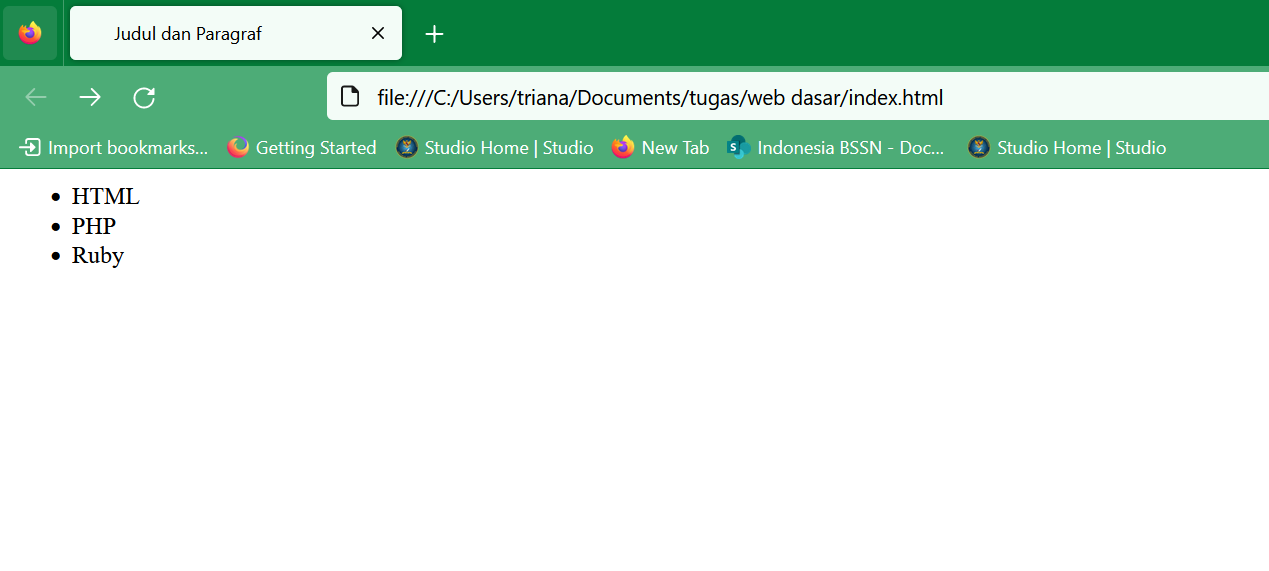 Judul dan Paragraf
file:///C:/Users/triana/Documents/tugas/web dasar/index.html
Import bookmarks... Getting Started Studio Home | Studio New Tab Indonesia BSSN - Doc... Studio Home | Studio
HTML
PHP
Ruby